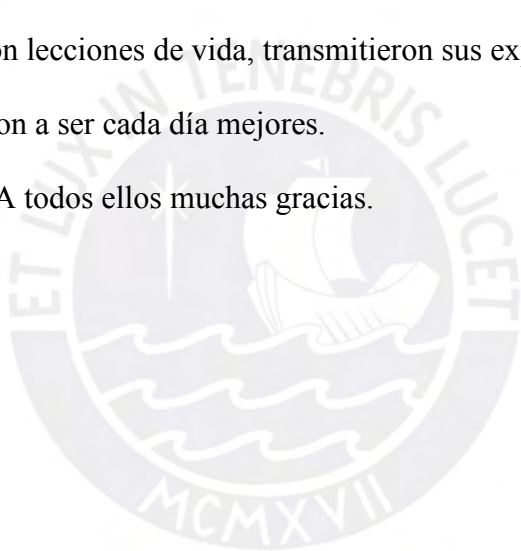 on lecciones de vida, transmitieron sus ex
on a ser cada día mejores.
A todos ellos muchas gracias.
ET LUX IN TENEBRIS LUCET
MCMXVII